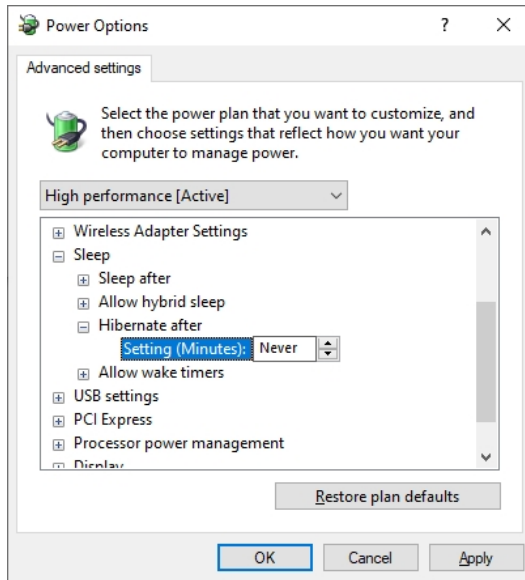 Power Options
Advanced settings
Select the power plan that you want to customize, and
then choose settings that reflect how you want your
computer to manage power.
High performance [Active]
Wireless Adapter Settings
Sleep
Sleep after
Allow hybrid sleep
Hibernate after
Setting (Minutes): Never
Allow wake timers
USB settings
PCI Express
Processor power management
Display
Restore plan defaults
OK Cancel Apply